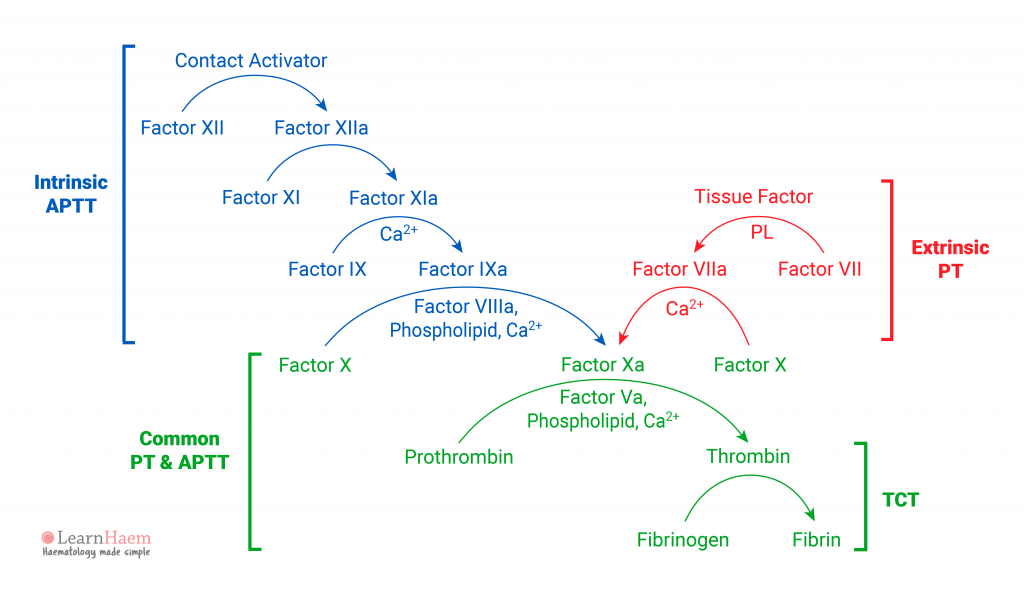 Contact Activator
Factor XII
Factor XIIa
Intrinsic
APTT
Factor XI
Factor XIa
Ca²⁺
Tissue Factor
PL
Extrinsic
PT
Factor IX
Factor IXa
Factor VIIa
Factor VII
Factor VIIIa,
Phospholipid, Ca²⁺
Ca²⁺
Factor X
Factor Xa
Factor X
Factor Va,
Phospholipid, Ca²⁺
Common
PT & APTT
Prothrombin
Thrombin
TCT
Fibrinogen
Fibrin
LearnHaem
Haematology made simple